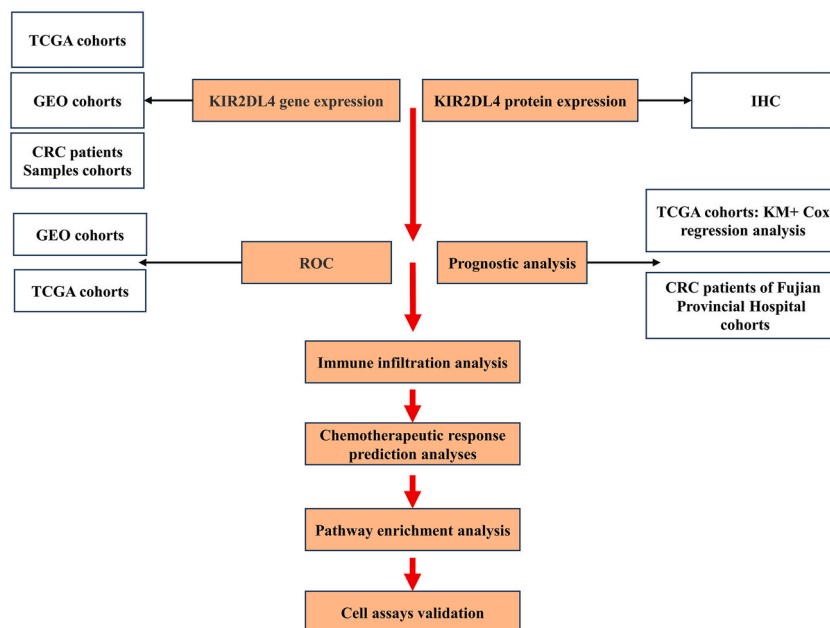 TCGA cohorts
GEO cohorts
KIR2DL4 gene expression
KIR2DL4 protein expression
IHC
CRC patients
Samples cohorts
GEO cohorts
TCGA cohorts
ROC
Prognostic analysis
TCGA cohorts: KM+ Cox
regression analysis
CRC patients of Fujian
Provincial Hospital
cohorts
Immune infiltration analysis
Chemotherapeutic response
prediction analyses
Pathway enrichment analysis
Cell assays validation